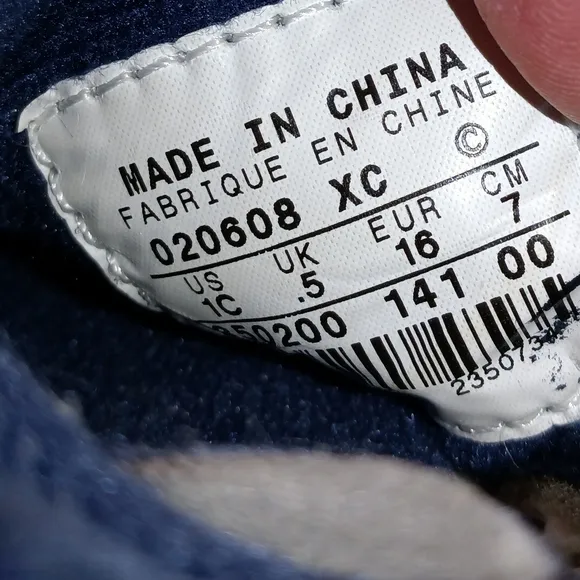 MADE IN CHINA
FABRIQUE EN CHINE
020608 XC ©
US UK EUR CM
1C .5 16 7
141 00